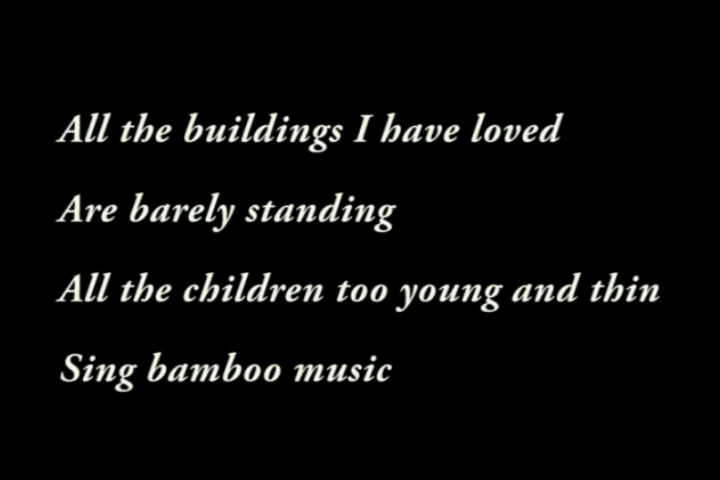 All the buildings I have loved
Are barely standing
All the children too young and thin
Sing bamboo music